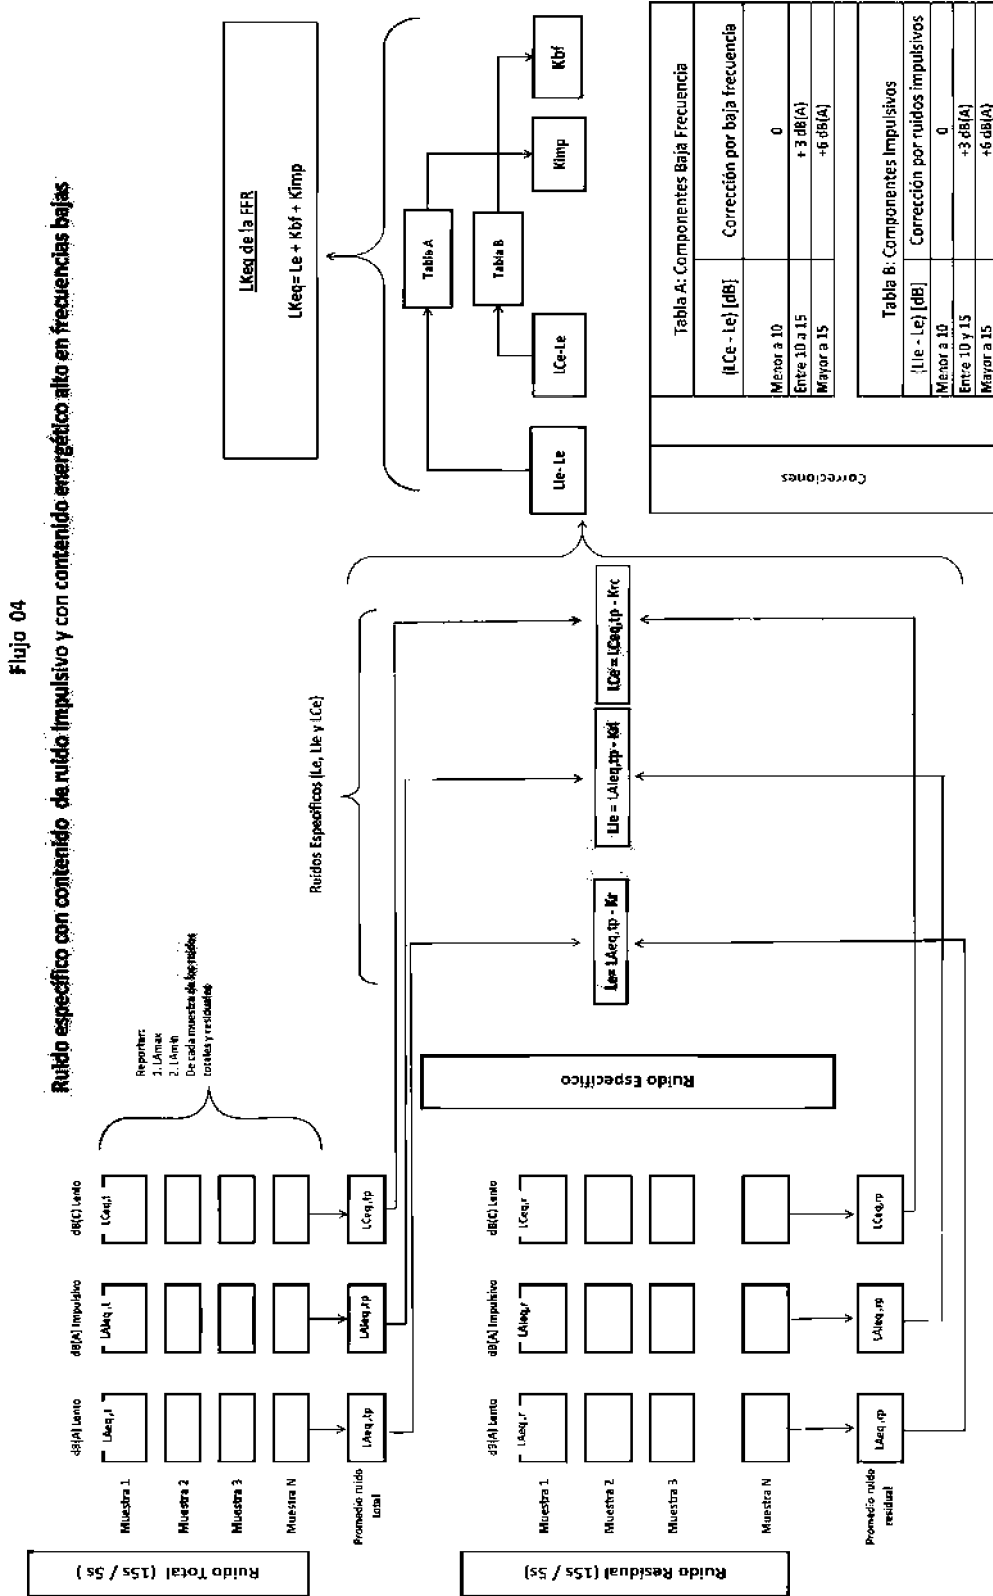 Flujo 04
Ruido específico con contenido de ruido impulsivo y con contenido energético alto en frecuencias bajas
Ruido Total (15s / 5s )
dB(A) Lento
dB(A) Impulsivo
dB(C) Lento
Muestra 1
LAeq,t
LAIeq,t
LCeq,t
Muestra 2
Muestra 3
Muestra N
Promedio ruido
total
LAeq,tp
LAIeq,tp
LCeq,tp
Reportar:
1. LAmax
2. LAmin
De cada muestra de los ruidos
totales y residuales
Ruido Residual (15s / 5s)
dB(A) Lento
dB(A) Impulsivo
dB(C) Lento
Muestra 1
LAeq,r
LAIeq,r
LCeq,r
Muestra 2
Muestra 3
Muestra N
Promedio ruido
residual
LAeq,rp
LAIeq,rp
LCeq,rp
Ruido Específico
Ruidos Específicos (Le, LIe y LCe)
Le= LAeq,tp - Kr
LIe = LAIeq,tp - Kri
LCe = LCeq,tp - Krc
LKeq de la FFR
LKeq= Le + Kbf + Kimp
LIe- Le
LCe-Le
Tabla A
Tabla B
Kimp
Kbf
Correciones
Tabla A: Componentes Baja Frecuencia
(LCe - Le) [dB]
Corrección por baja frecuencia
Menor a 10
0
Entre 10 a 15
+ 3 dB(A)
Mayor a 15
+6 dB(A)
Tabla B: Componentes Impulsivos
(LIe - Le) [dB]
Corrección por ruidos impulsivos
Menor a 10
0
Entre 10 y 15
+3 dB(A)
Mayor a 15
+6 dB(A)